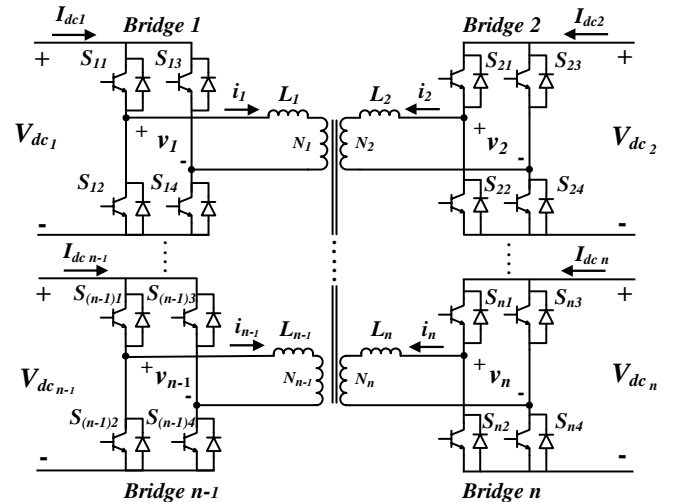 I_dc1 Bridge 1 Bridge 2 I_dc2
+ S_11 S_13 S_21 S_23 +
i_1 L_1 L_2 i_2
V_dc1 + v_1 - N_1 N_2 + v_2 - V_dc2
S_12 S_14 S_22 S_24
- -
I_dc n-1 I_dc n
+ S_(n-1)1 S_(n-1)3 S_n1 S_n3 +
i_n-1 L_n-1 L_n i_n
V_dc n-1 + v_n-1 - N_n-1 N_n + v_n - V_dc n
S_(n-1)2 S_(n-1)4 S_n2 S_n4
- -
Bridge n-1 Bridge n